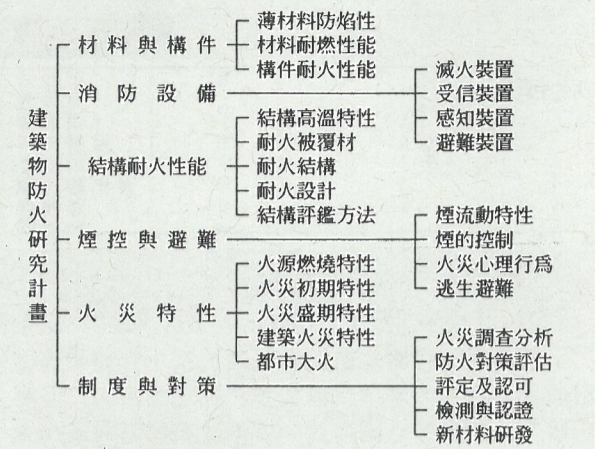 建築物防火研究計畫
材料與構件
薄材料防焰性
材料耐燃性能
構件耐火性能
消防設備
滅火裝置
受信裝置
感知裝置
避難裝置
結構耐火性能
結構高溫特性
耐火被覆材
耐火結構
耐火設計
結構評鑑方法
煙控與避難
煙流動特性
煙的控制
火災心理行爲
逃生避難
火災特性
火源燃燒特性
火災初期特性
火災盛期特性
建築火災特性
都市大火
制度與對策
火災調查分析
防火對策評估
評定及認可
檢測與認證
新材料研發